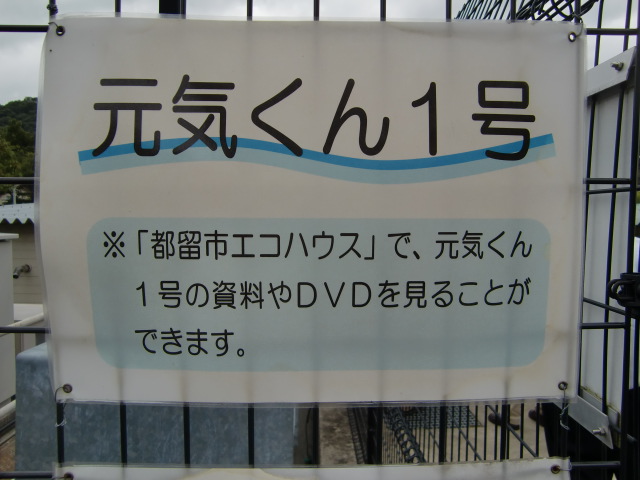 元気くん１号
※「都留市エコハウス」で、元気くん
１号の資料やＤＶＤを見ることが
できます。